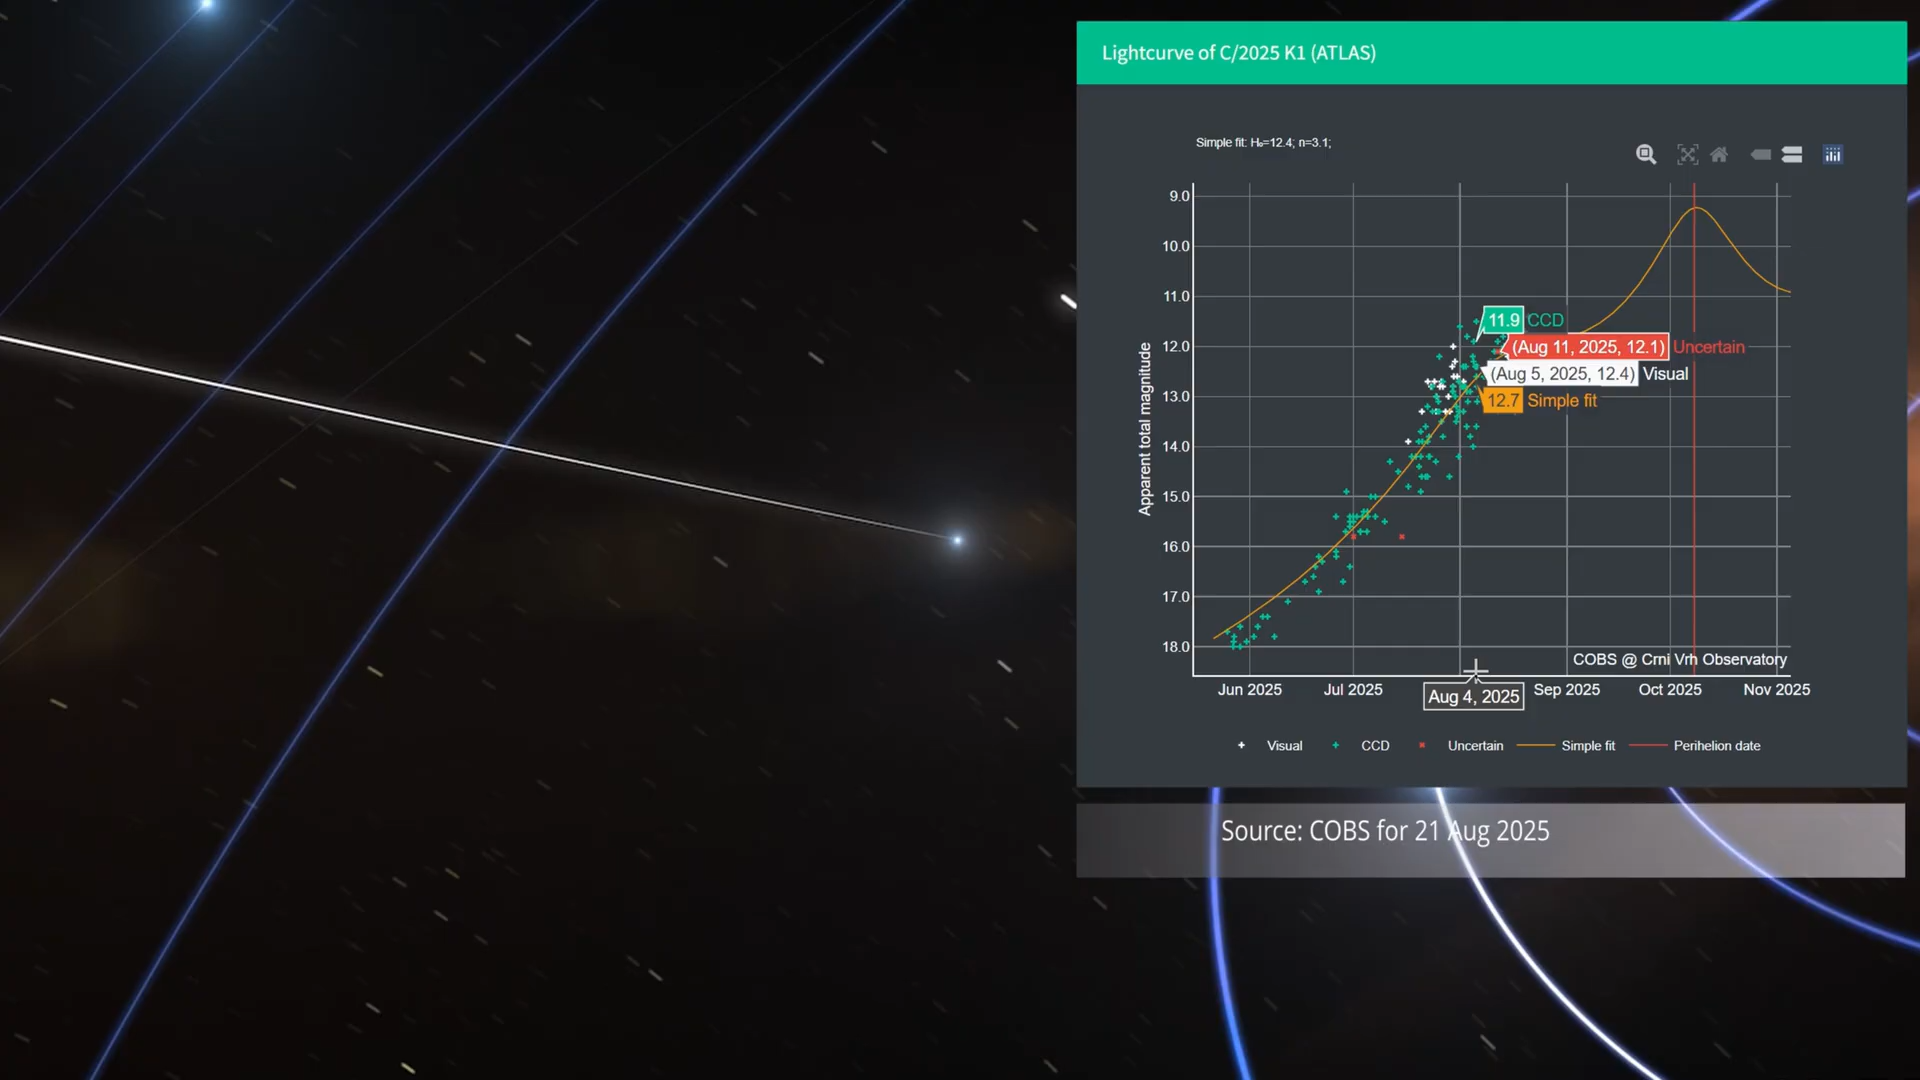 Lightcurve of C/2025 K1 (ATLAS)
Simple fit: H₀=12.4; n=3.1;
9.0
10.0
11.0
12.0
13.0
14.0
15.0
16.0
17.0
18.0
Apparent total magnitude
11.9 CCD
(Aug 11, 2025, 12.1) Uncertain
(Aug 5, 2025, 12.4) Visual
12.7 Simple fit
COBS @ Crni Vrh Observatory
Jun 2025 Jul 2025 Sep 2025 Oct 2025 Nov 2025
Aug 4, 2025
Visual CCD Uncertain Simple fit Perihelion date
Source: COBS for 21 Aug 2025